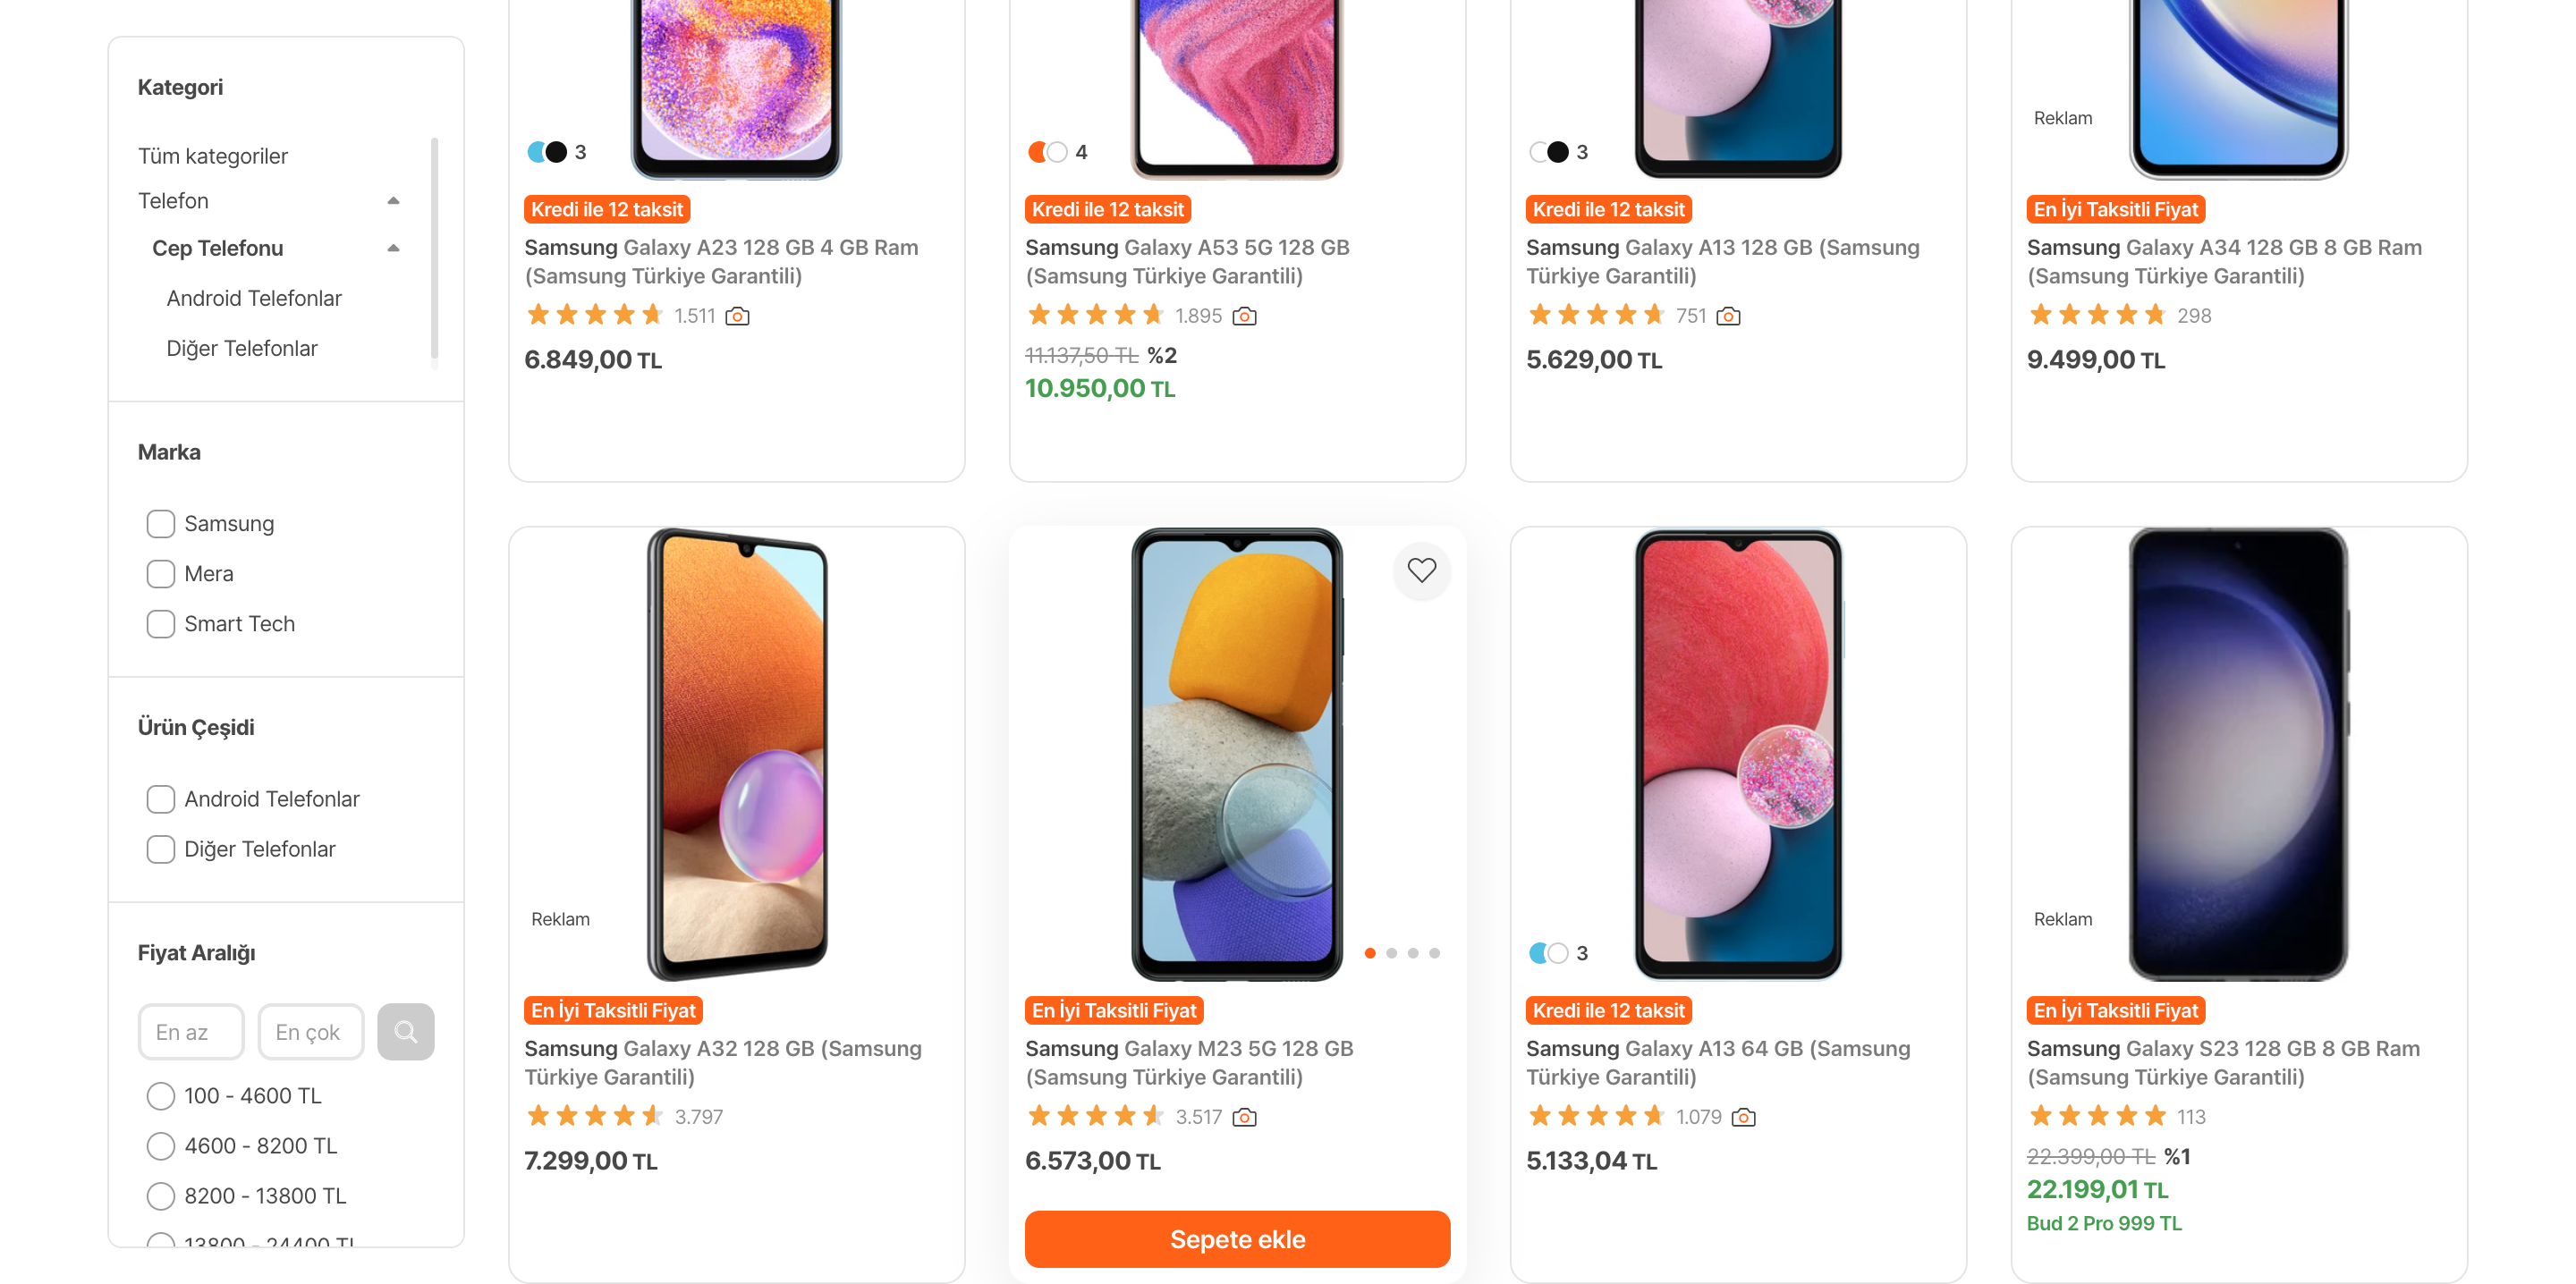 Kategori
Tüm kategoriler
Telefon
Cep Telefonu
Android Telefonlar
Diğer Telefonlar
Marka
Samsung
Mera
Smart Tech
Ürün Çeşidi
Android Telefonlar
Diğer Telefonlar
Fiyat Aralığı
En az
En çok
100 - 4600 TL
4600 - 8200 TL
8200 - 13800 TL
13800 - 24400 TL
3
Kredi ile 12 taksit
Samsung Galaxy A23 128 GB 4 GB Ram
(Samsung Türkiye Garantili)
1.511
6.849,00 TL
4
Kredi ile 12 taksit
Samsung Galaxy A53 5G 128 GB
(Samsung Türkiye Garantili)
1.895
11.137,50 TL %2
10.950,00 TL
3
Kredi ile 12 taksit
Samsung Galaxy A13 128 GB (Samsung
Türkiye Garantili)
751
5.629,00 TL
Reklam
En İyi Taksitli Fiyat
Samsung Galaxy A34 128 GB 8 GB Ram
(Samsung Türkiye Garantili)
298
9.499,00 TL
Reklam
En İyi Taksitli Fiyat
Samsung Galaxy A32 128 GB (Samsung
Türkiye Garantili)
3.797
7.299,00 TL
En İyi Taksitli Fiyat
Samsung Galaxy M23 5G 128 GB
(Samsung Türkiye Garantili)
3.517
6.573,00 TL
Sepete ekle
3
Kredi ile 12 taksit
Samsung Galaxy A13 64 GB (Samsung
Türkiye Garantili)
1.079
5.133,04 TL
Reklam
En İyi Taksitli Fiyat
Samsung Galaxy S23 128 GB 8 GB Ram
(Samsung Türkiye Garantili)
113
22.399,00 TL %1
22.199,01 TL
Bud 2 Pro 999 TL